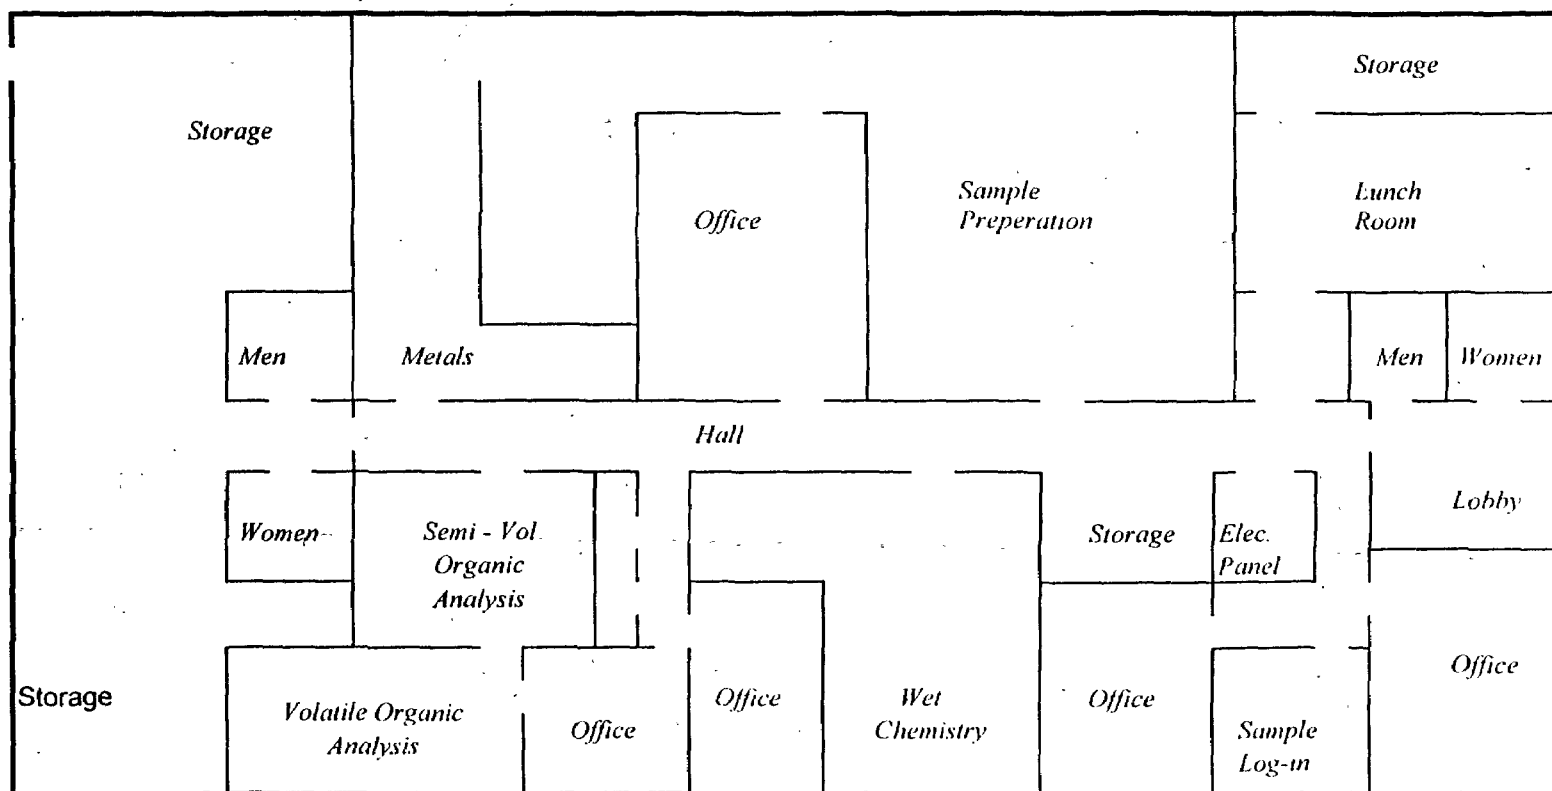 Storage
Storage
Office
Sample
Preperation
Lunch
Room
Men
Metals
Men
Women
Hall
Women
Semi - Vol
Organic
Analysis
Storage
Elec.
Panel
Lobby
Storage
Volatile Organic
Analysis
Office
Office
Wet
Chemistry
Office
Sample
Log-in
Office